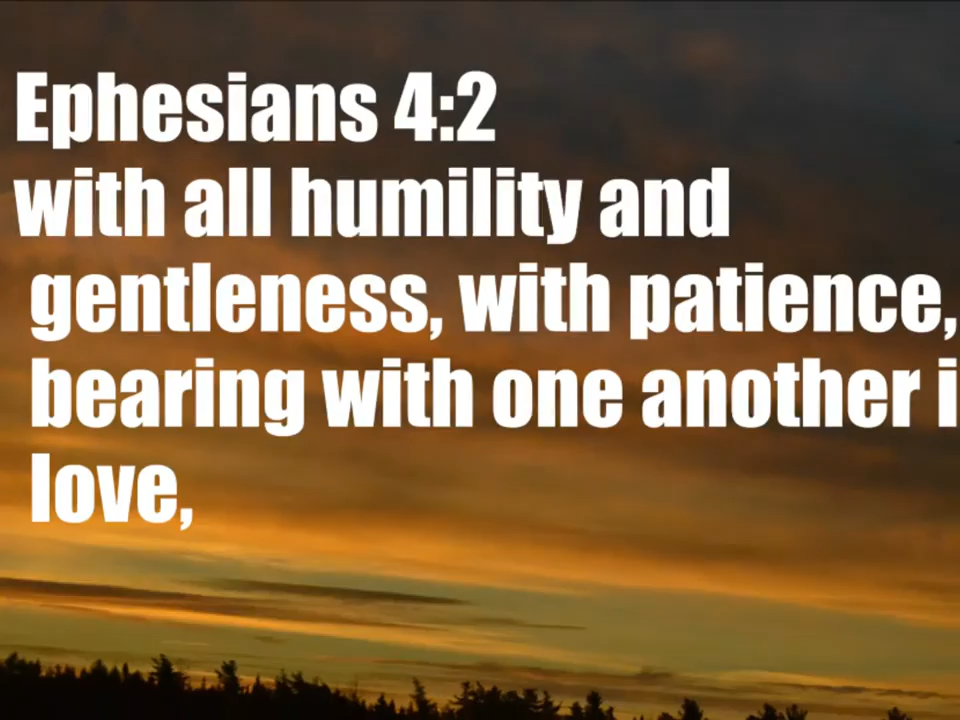 Ephesians 4:2
with all humility and
gentleness, with patience,
bearing with one another i
love,